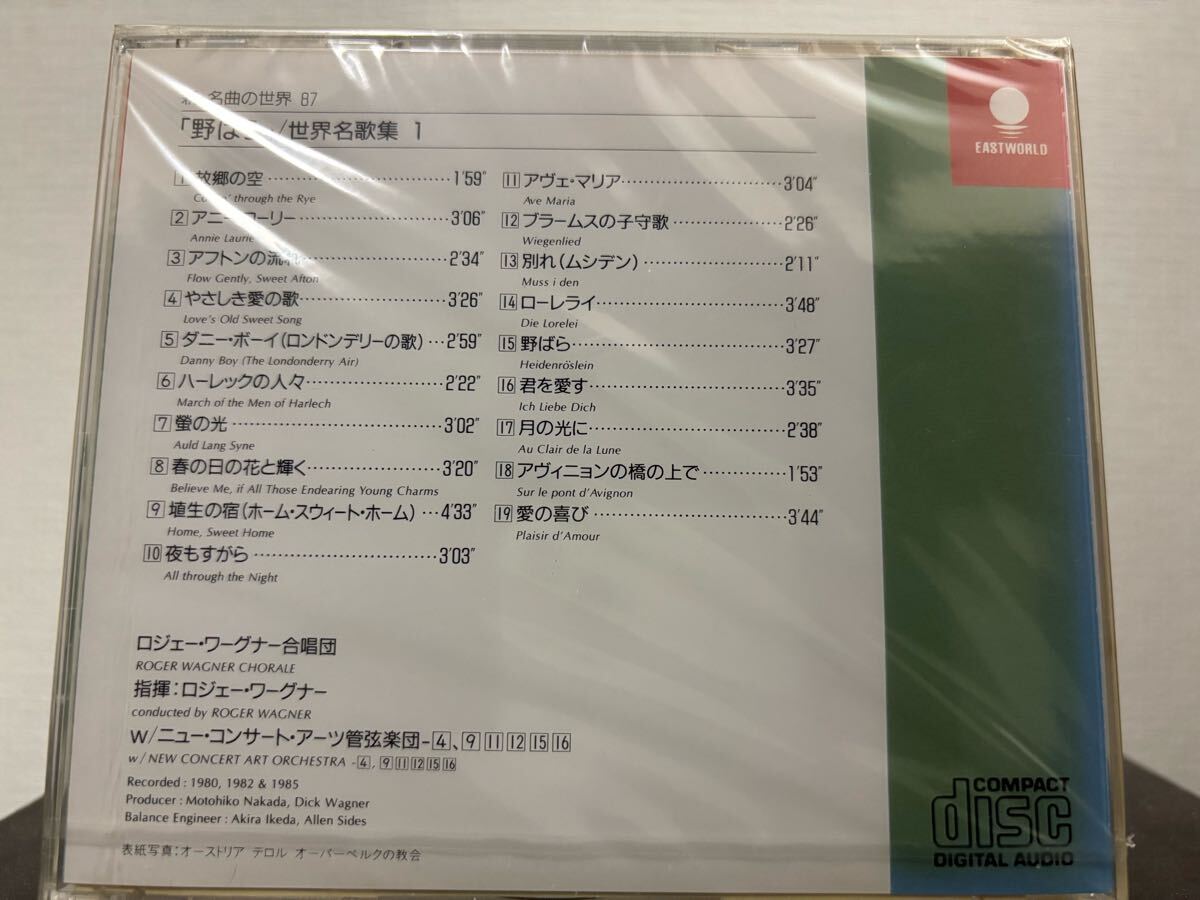 名曲の世界 87
「野ば /世界名歌集 1
EASTWORLD
1 故郷の空 1'59"
through the Rye
2 アニー・ローリー 3'06"
Annie Laurie
3 アフトンの流れ 2'34"
Flow Gently, Sweet Afton
4 やさしき愛の歌 3'26"
Love's Old Sweet Song
5 ダニー・ボーイ(ロンドンデリーの歌) 2'59"
Danny Boy (The Londonderry Air)
6 ハーレックの人々 2'22"
March of the Men of Harlech
7 螢の光 3'02"
Auld Lang Syne
8 春の日の花と輝く 3'20"
Believe Me, if All Those Endearing Young Charms
9 埴生の宿(ホーム・スウィート・ホーム) 4'33"
Home, Sweet Home
10 夜もすがら 3'03"
All through the Night
11 アヴェ・マリア 3'04"
Ave Maria
12 ブラームスの子守歌 2'26"
Wiegenlied
13 別れ(ムシデン) 2'11"
Muss i den
14 ローレライ 3'48"
Die Lorelei
15 野ばら 3'27"
Heidenröslein
16 君を愛す 3'35"
Ich Liebe Dich
17 月の光に 2'38"
Au Clair de la Lune
18 アヴィニョンの橋の上で 1'53"
Sur le pont d'Avignon
19 愛の喜び 3'44"
Plaisir d'Amour
ロジェー・ワーグナー合唱団
ROGER WAGNER CHORALE
指揮:ロジェー・ワーグナー
conducted by ROGER WAGNER
W/ニュー・コンサート・アーツ管弦楽団-4、9 11 12 15 16
w/NEW CONCERT ART ORCHESTRA -4, 9 11 12 15 16
Recorded : 1980, 1982 & 1985
Producer : Motohiko Nakada, Dick Wagner
Balance Engineer : Akira Ikeda, Allen Sides
表紙写真:オーストリア テロル オーバーベルクの教会
COMPACT
disc
DIGITAL AUDIO